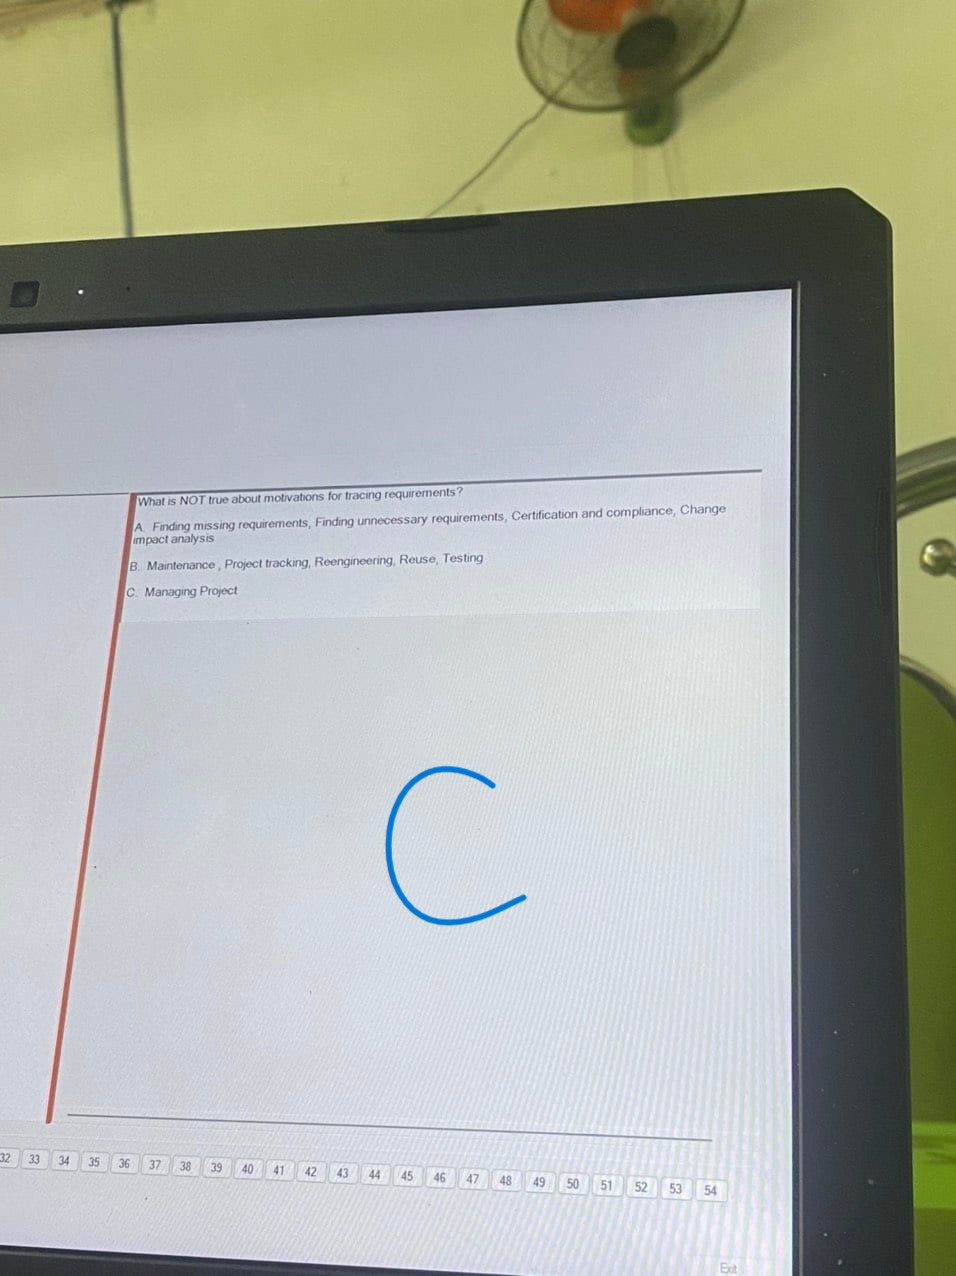 What is NOT true about motivations for tracing requirements?
A. Finding missing requirements, Finding unnecessary requirements, Certification and compliance, Change
impact analysis
B. Maintenance , Project tracking, Reengineering, Reuse, Testing
C. Managing Project
C
32 33 34 35 36 37 38 39 40 41 42 43 44 45 46 47 48 49 50 51 52 53 54
Exit